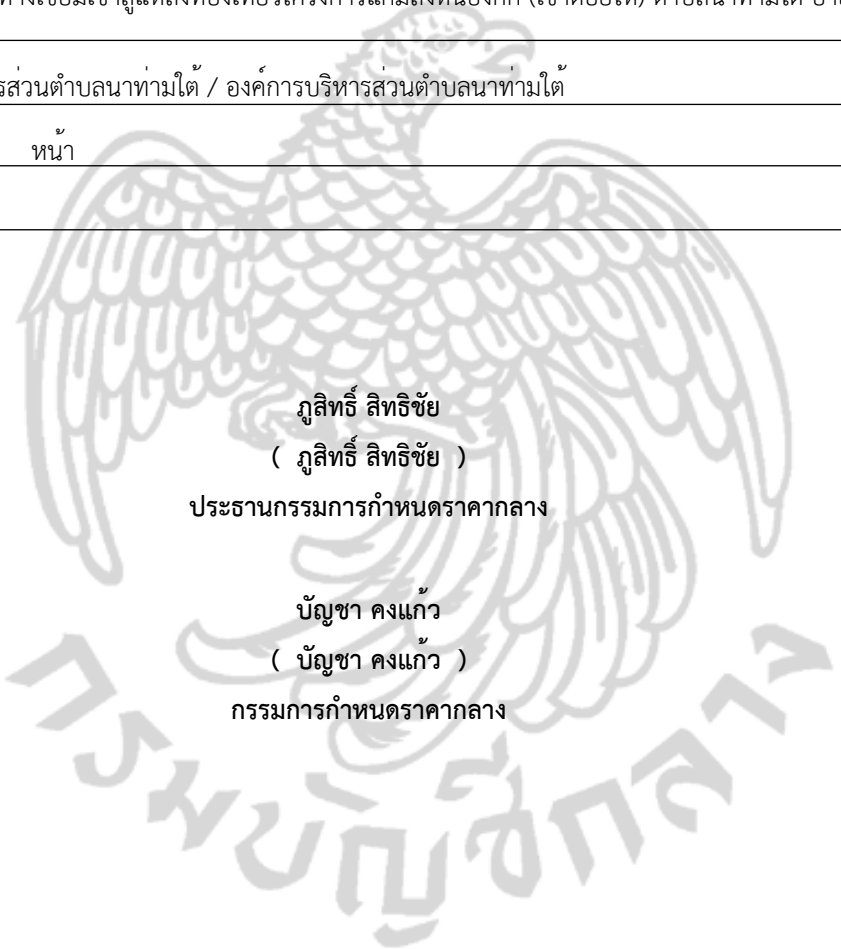 รส่วนตำบลนาท่ามใต้ / องค์การบริหารส่วนตำบลนาท่ามใต้
หน้า
ภูสิทธิ์ สิทธิชัย
( ภูสิทธิ์ สิทธิชัย )
ประธานกรรมการกำหนดราคากลาง
บัญชา คงแก้ว
( บัญชา คงแก้ว )
กรรมการกำหนดราคากลาง
กรมบัญชีกลาง